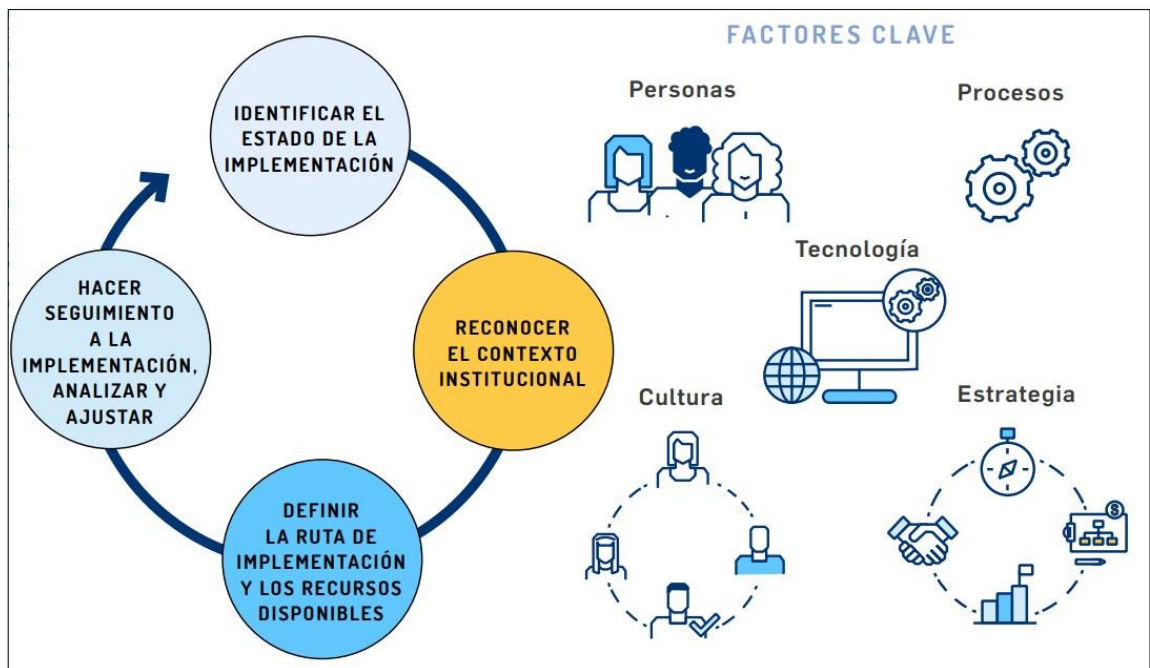 IDENTIFICAR EL
ESTADO DE LA
IMPLEMENTACIÓN
RECONOCER
EL CONTEXTO
INSTITUCIONAL
DEFINIR
LA RUTA DE
IMPLEMENTACIÓN
Y LOS RECURSOS
DISPONIBLES
HACER
SEGUIMIENTO
A LA
IMPLEMENTACIÓN,
ANALIZAR Y
AJUSTAR
FACTORES CLAVE
Personas
Procesos
Tecnología
Cultura
Estrategia
$